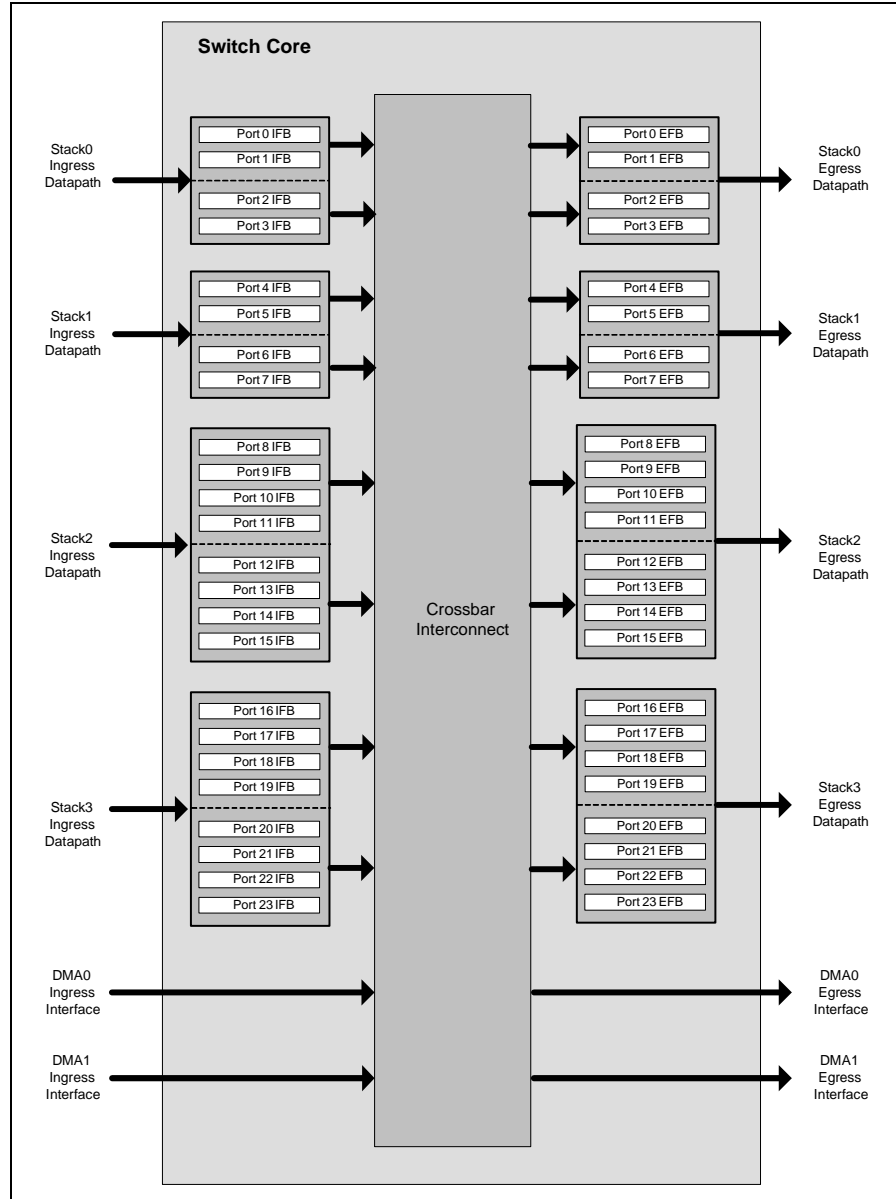 Switch Core
Stack0
Ingress
Datapath
Port 0 IFB
Port 1 IFB
Port 2 IFB
Port 3 IFB
Port 0 EFB
Port 1 EFB
Port 2 EFB
Port 3 EFB
Stack0
Egress
Datapath
Stack1
Ingress
Datapath
Port 4 IFB
Port 5 IFB
Port 6 IFB
Port 7 IFB
Port 4 EFB
Port 5 EFB
Port 6 EFB
Port 7 EFB
Stack1
Egress
Datapath
Stack2
Ingress
Datapath
Port 8 IFB
Port 9 IFB
Port 10 IFB
Port 11 IFB
Port 12 IFB
Port 13 IFB
Port 14 IFB
Port 15 IFB
Crossbar
Interconnect
Port 8 EFB
Port 9 EFB
Port 10 EFB
Port 11 EFB
Port 12 EFB
Port 13 EFB
Port 14 EFB
Port 15 EFB
Stack2
Egress
Datapath
Stack3
Ingress
Datapath
Port 16 IFB
Port 17 IFB
Port 18 IFB
Port 19 IFB
Port 20 IFB
Port 21 IFB
Port 22 IFB
Port 23 IFB
Port 16 EFB
Port 17 EFB
Port 18 EFB
Port 19 EFB
Port 20 EFB
Port 21 EFB
Port 22 EFB
Port 23 EFB
Stack3
Egress
Datapath
DMA0
Ingress
Interface
DMA0
Egress
Interface
DMA1
Ingress
Interface
DMA1
Egress
Interface